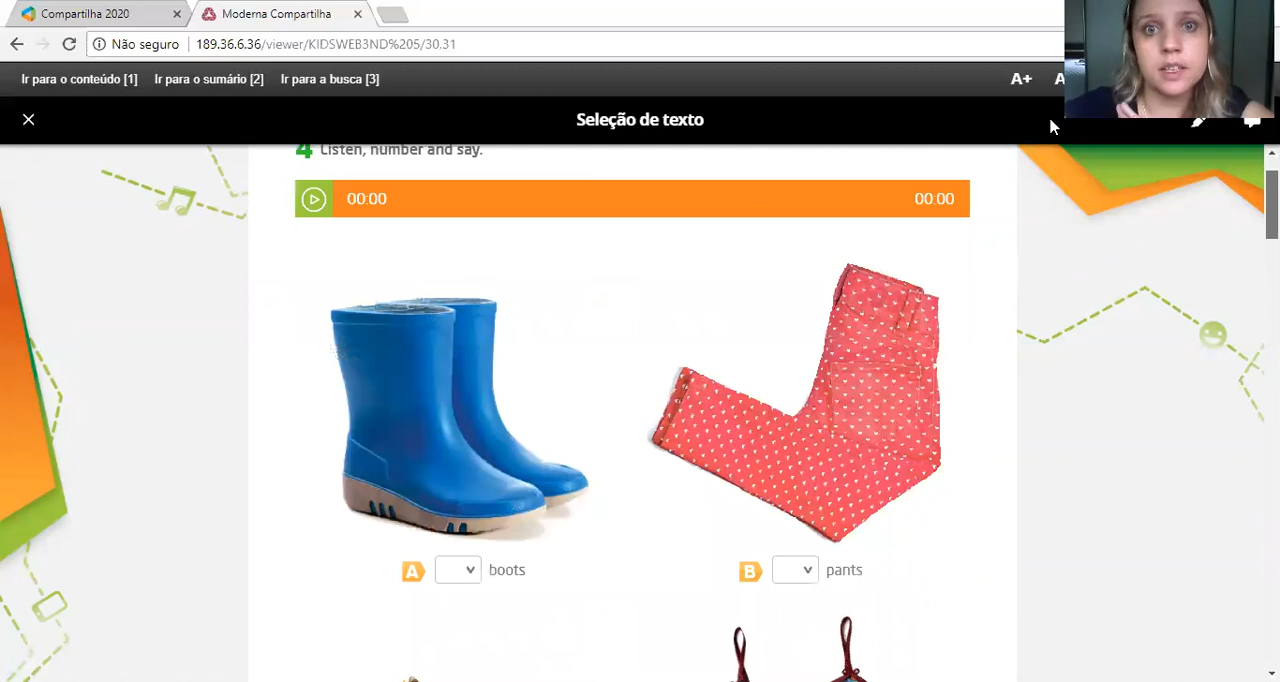 Compartilha 2020
Moderna Compartilha
Não seguro
189.36.6.36/viewer/KIDSWEB3ND%205/30.31
Ir para o conteúdo [1] Ir para o sumário [2] Ir para a busca [3]
A+
A
Seleção de texto
4 Listen, number and say.
00:00 00:00
A boots
B pants